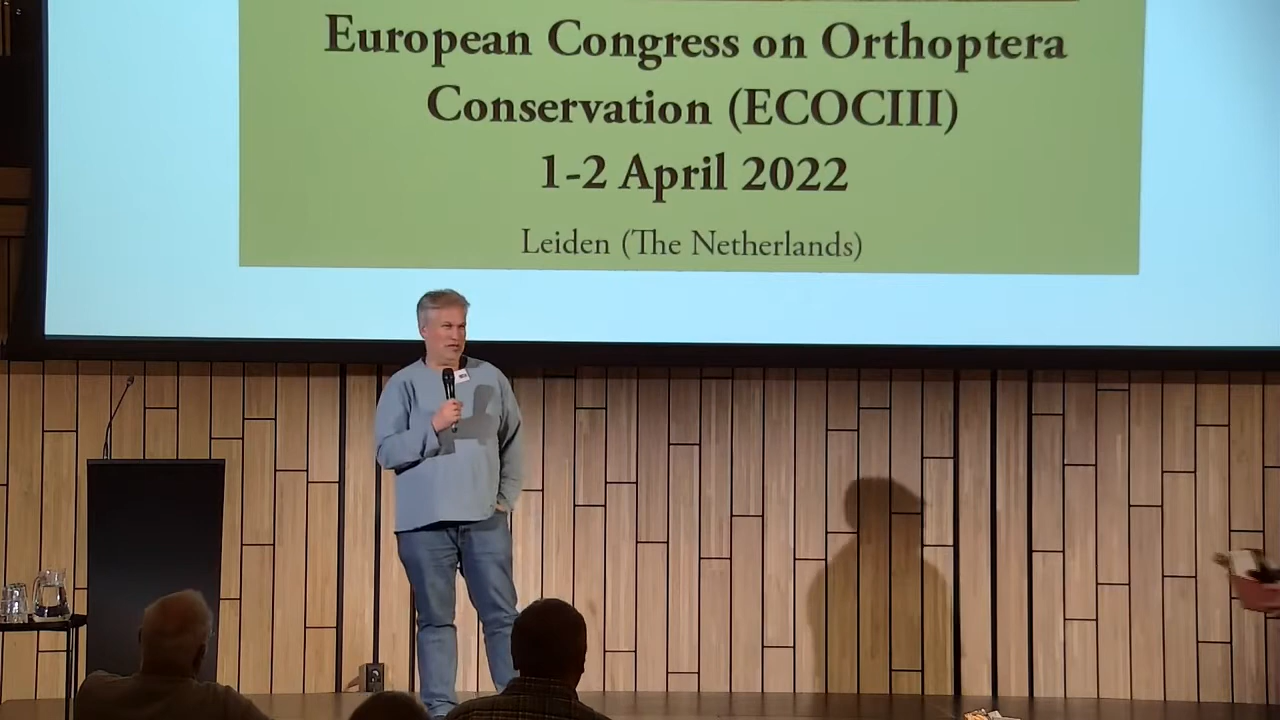 European Congress on Orthoptera
Conservation (ECOCIII)
1-2 April 2022
Leiden (The Netherlands)